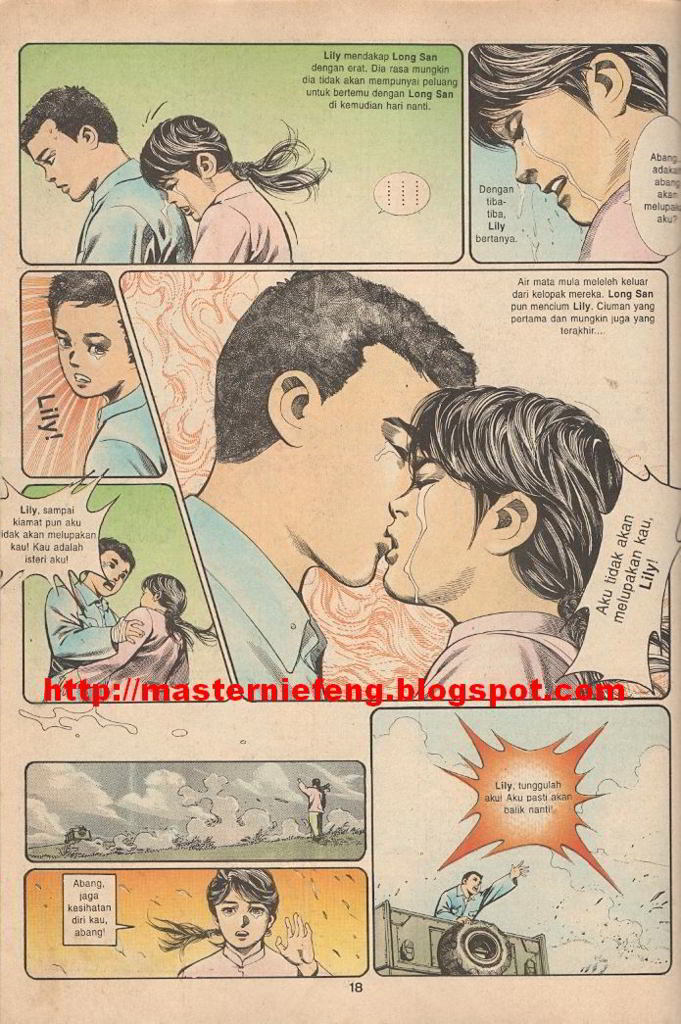 Lily mendakap Long San
dengan erat. Dia rasa mungkin
dia tidak akan mempunyai peluang
untuk bertemu dengan Long San
di kemudian hari nanti.
Dengan
tiba-
tiba,
Lily
bertanya.
Abang,
adakah
abang
akan
melupakan
aku?
Lily!
Air mata mula meleleh keluar
dari kelopak mereka. Long San
pun mencium Lily. Ciuman yang
pertama dan mungkin juga yang
terakhir....
Lily, sampai
kiamat pun aku
tidak akan melupakan
kau! Kau adalah
isteri aku!
Aku tidak akan
melupakan kau,
Lily!
http://masterniefeng.blogspot.com
Lily, tunggulah
aku! Aku pasti akan
balik nanti!
Abang,
jaga
kesihatan
diri kau,
abang!
18